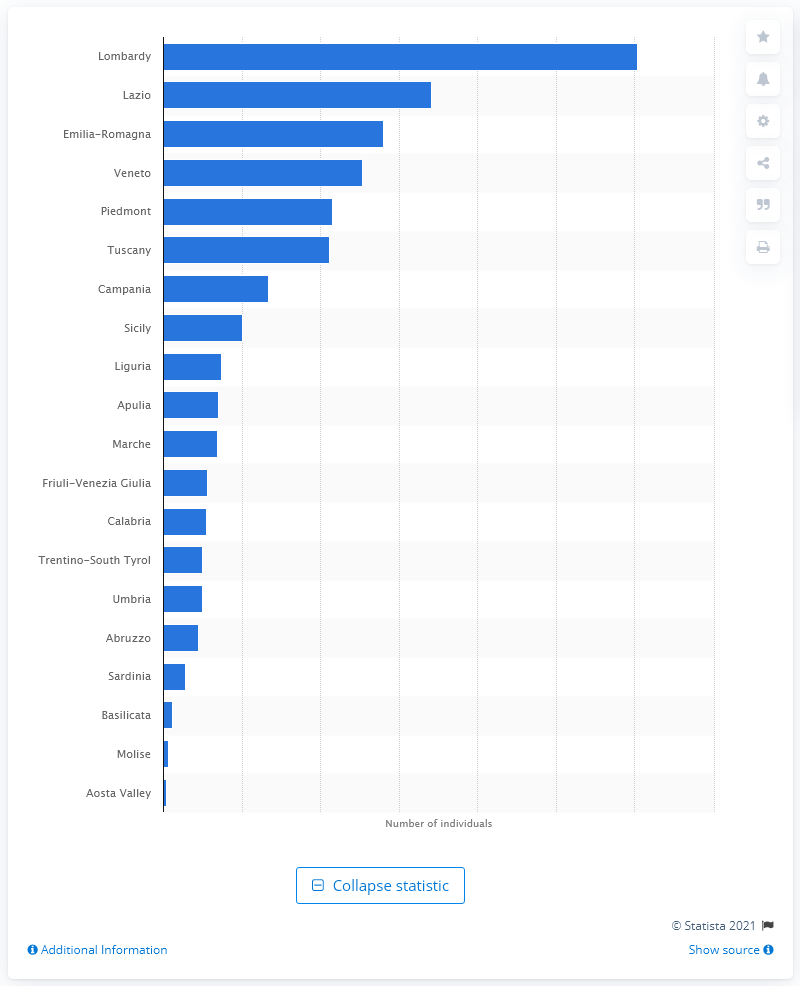 Lombardy
Lazio
Emilia-Romagna
Veneto
Piedmont
Tuscany
Campania
Sicily
Liguria
Apulia
Marche
Friuli-Venezia Giulia
Calabria
Trentino-South Tyrol
Umbria
Abruzzo
Sardinia
Basilicata
Molise
Aosta Valley
Number of individuals
Collapse statistic
© Statista 2021
Additional Information
Show source